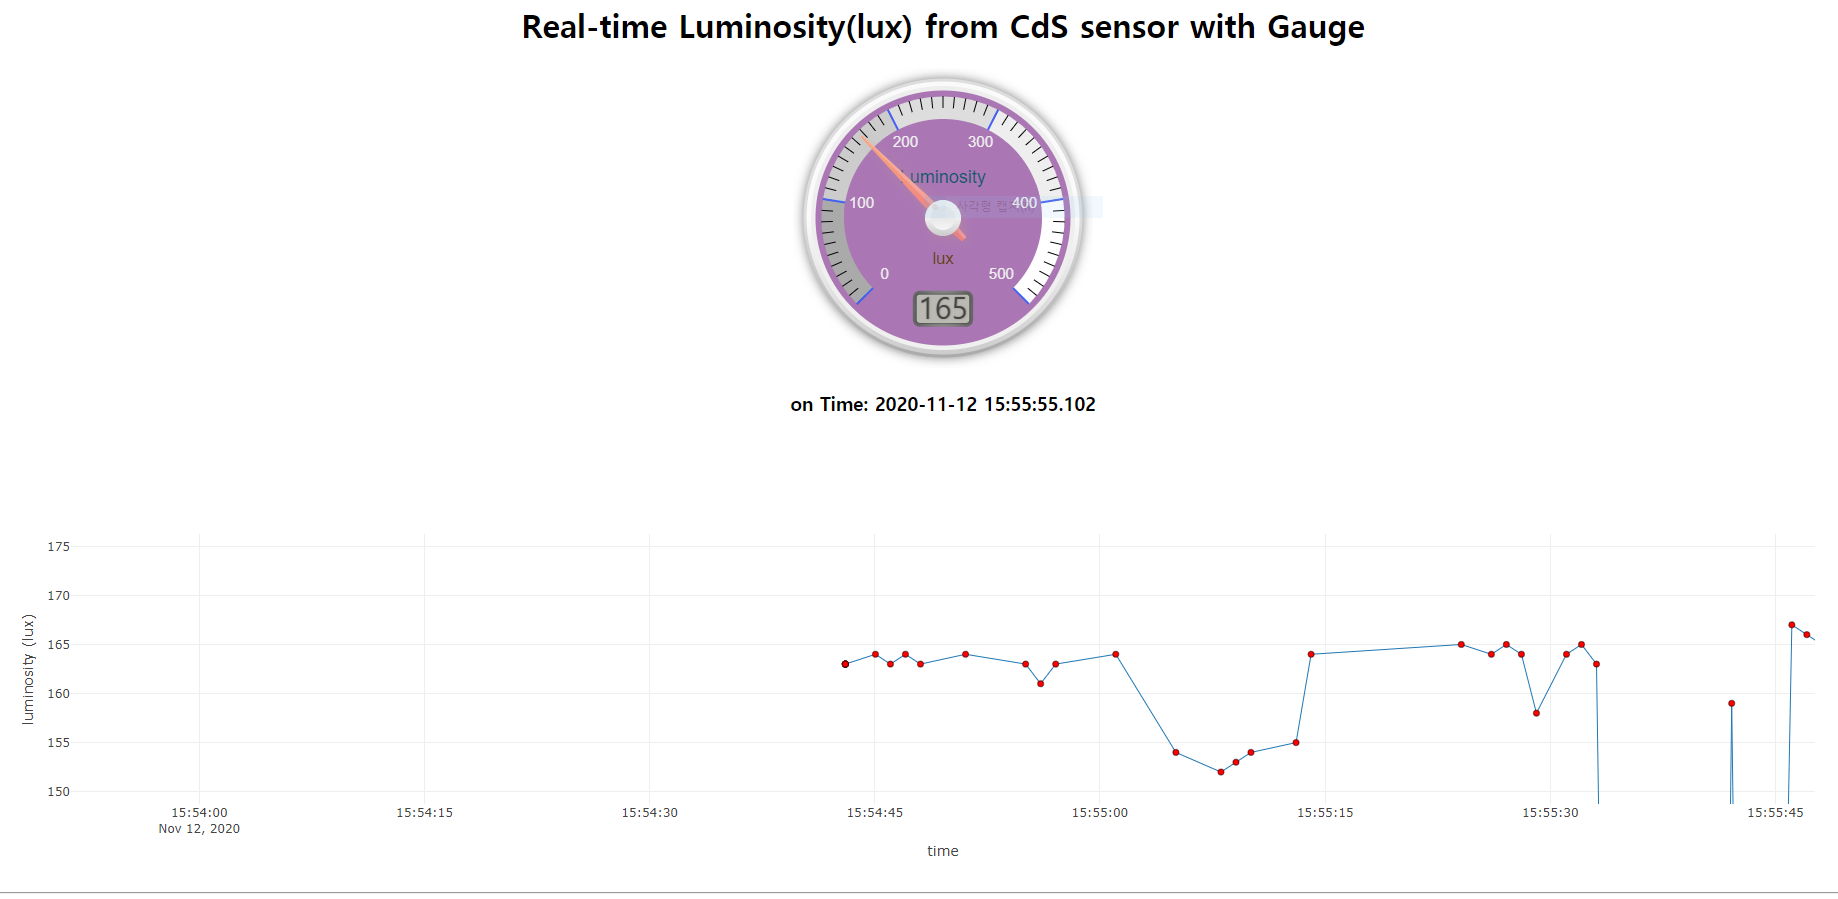 Real-time Luminosity(lux) from CdS sensor with Gauge
200 300
Luminosity
100 400
lux
0 500
165
on Time: 2020-11-12 15:55:55.102
175
170
165
160
155
150
luminosity (lux)
15:54:00 15:54:15 15:54:30 15:54:45 15:55:00 15:55:15 15:55:30 15:55:45
Nov 12, 2020
time